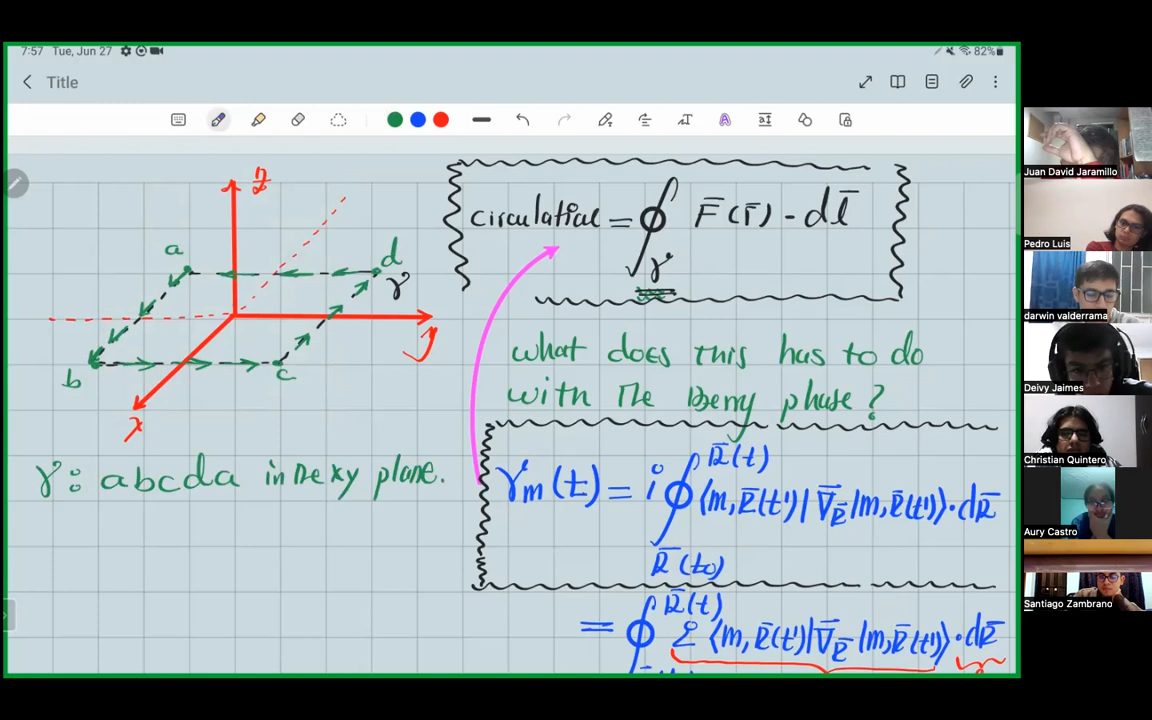 7:57 Tue, Jun 27
82%
Title
z
a
d
γ
y
b
c
x
γ: abcda in the xy plane.
circulatial = ∮γ F̄(r̄) - dl̄
what does this has to do
with the Berry phase?
γm(t) = i ∮ ⟨m, R̄(t')| ∇̄R̄ |m, R̄(t')⟩ · dR̄
R̄(t)
R̄(t₀)
R̄(t)
= ∮ i ⟨m, R̄(t')| ∇̄R̄ |m, R̄(t')⟩ · dR̄
Juan David Jaramillo
Pedro Luis
darwin valderrama
Deivy Jaimes
Christian Quintero
Aury Castro
Santiago Zambrano